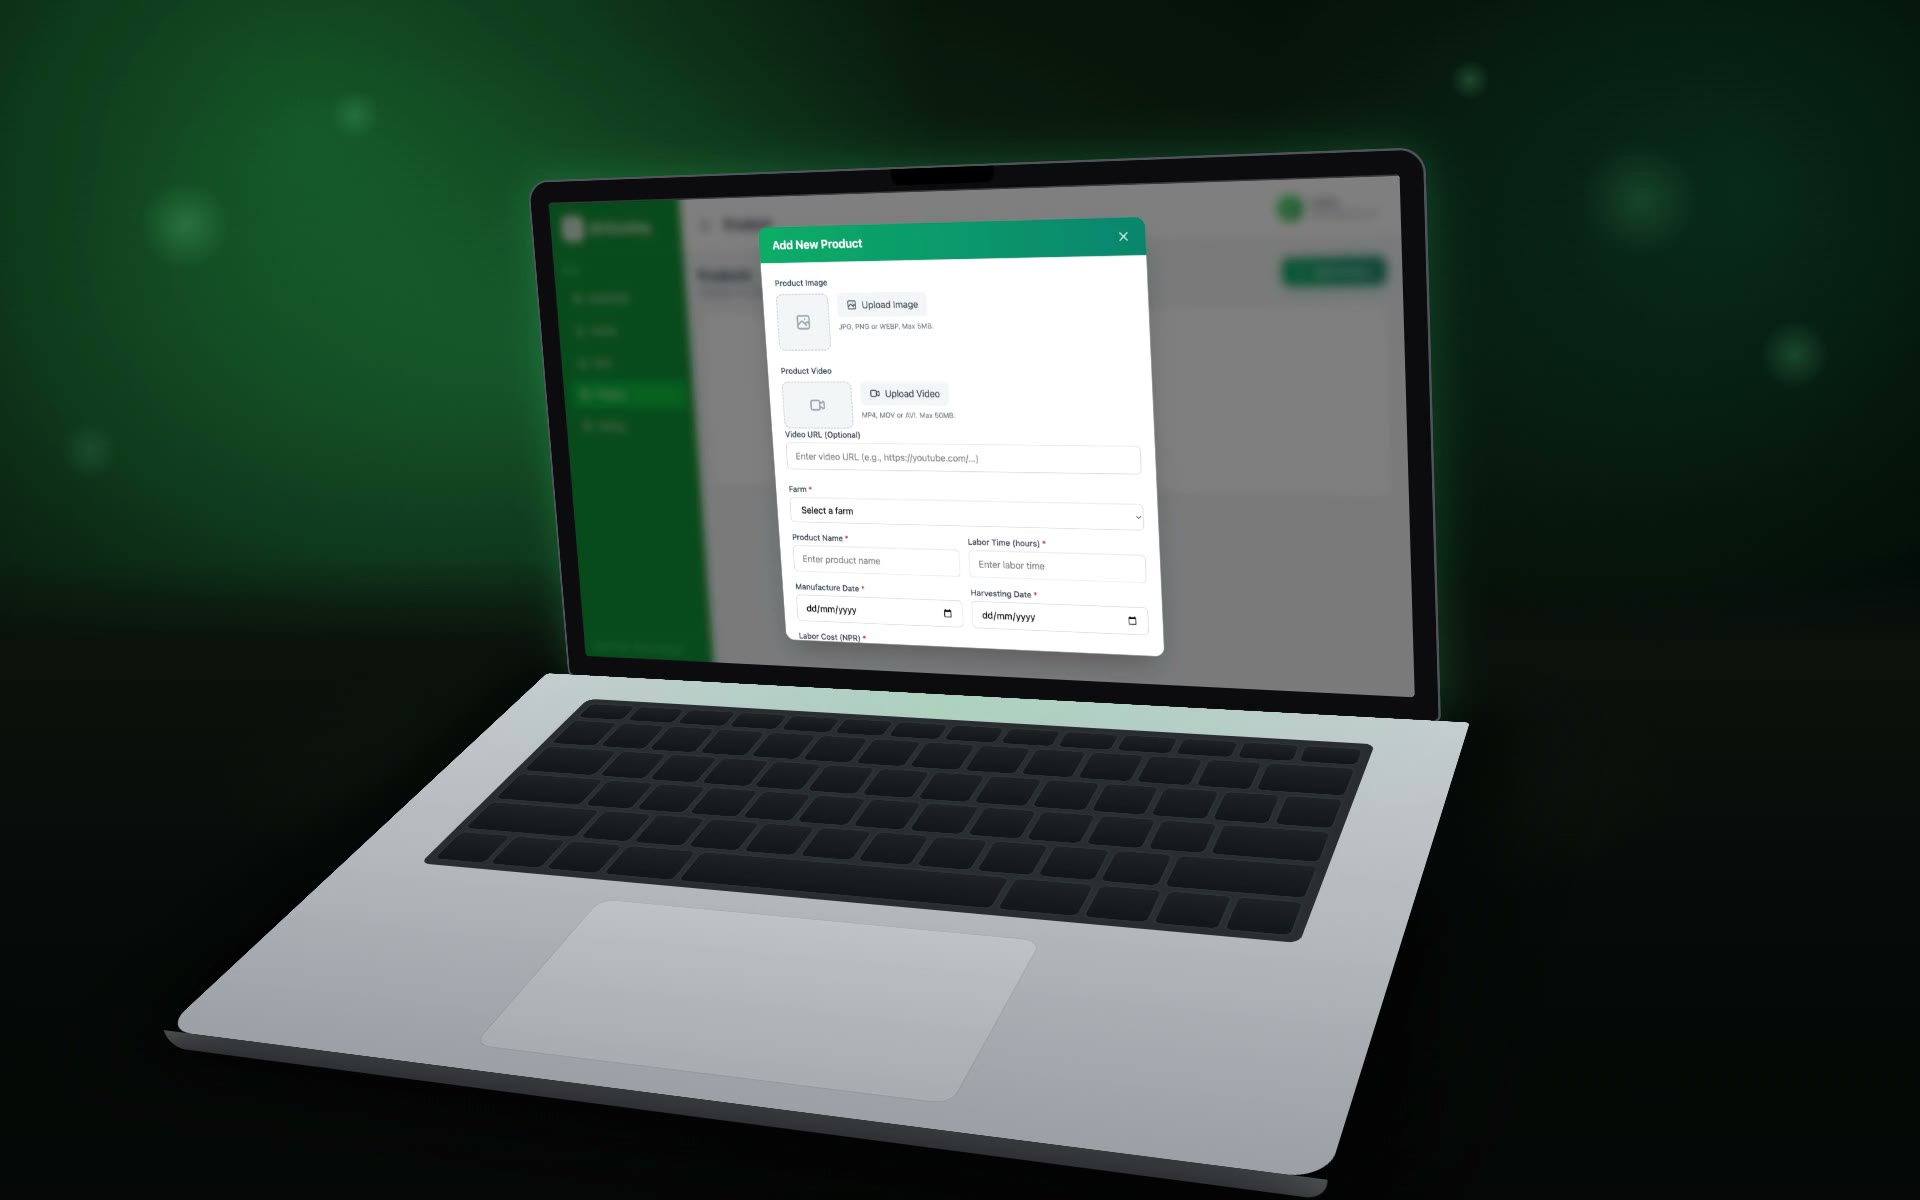 Add New Product
Product Image
Upload Image
JPG, PNG or WEBP. Max 5MB.
Product Video
Upload Video
MP4, MOV or AVI. Max 50MB.
Video URL (Optional)
Enter video URL (e.g., https://youtube.com/...)
Farm *
Select a farm
Product Name *
Labor Time (hours) *
Enter product name
Enter labor time
Manufacture Date *
Harvesting Date *
dd/mm/yyyy
dd/mm/yyyy
Labor Cost (NPR) *